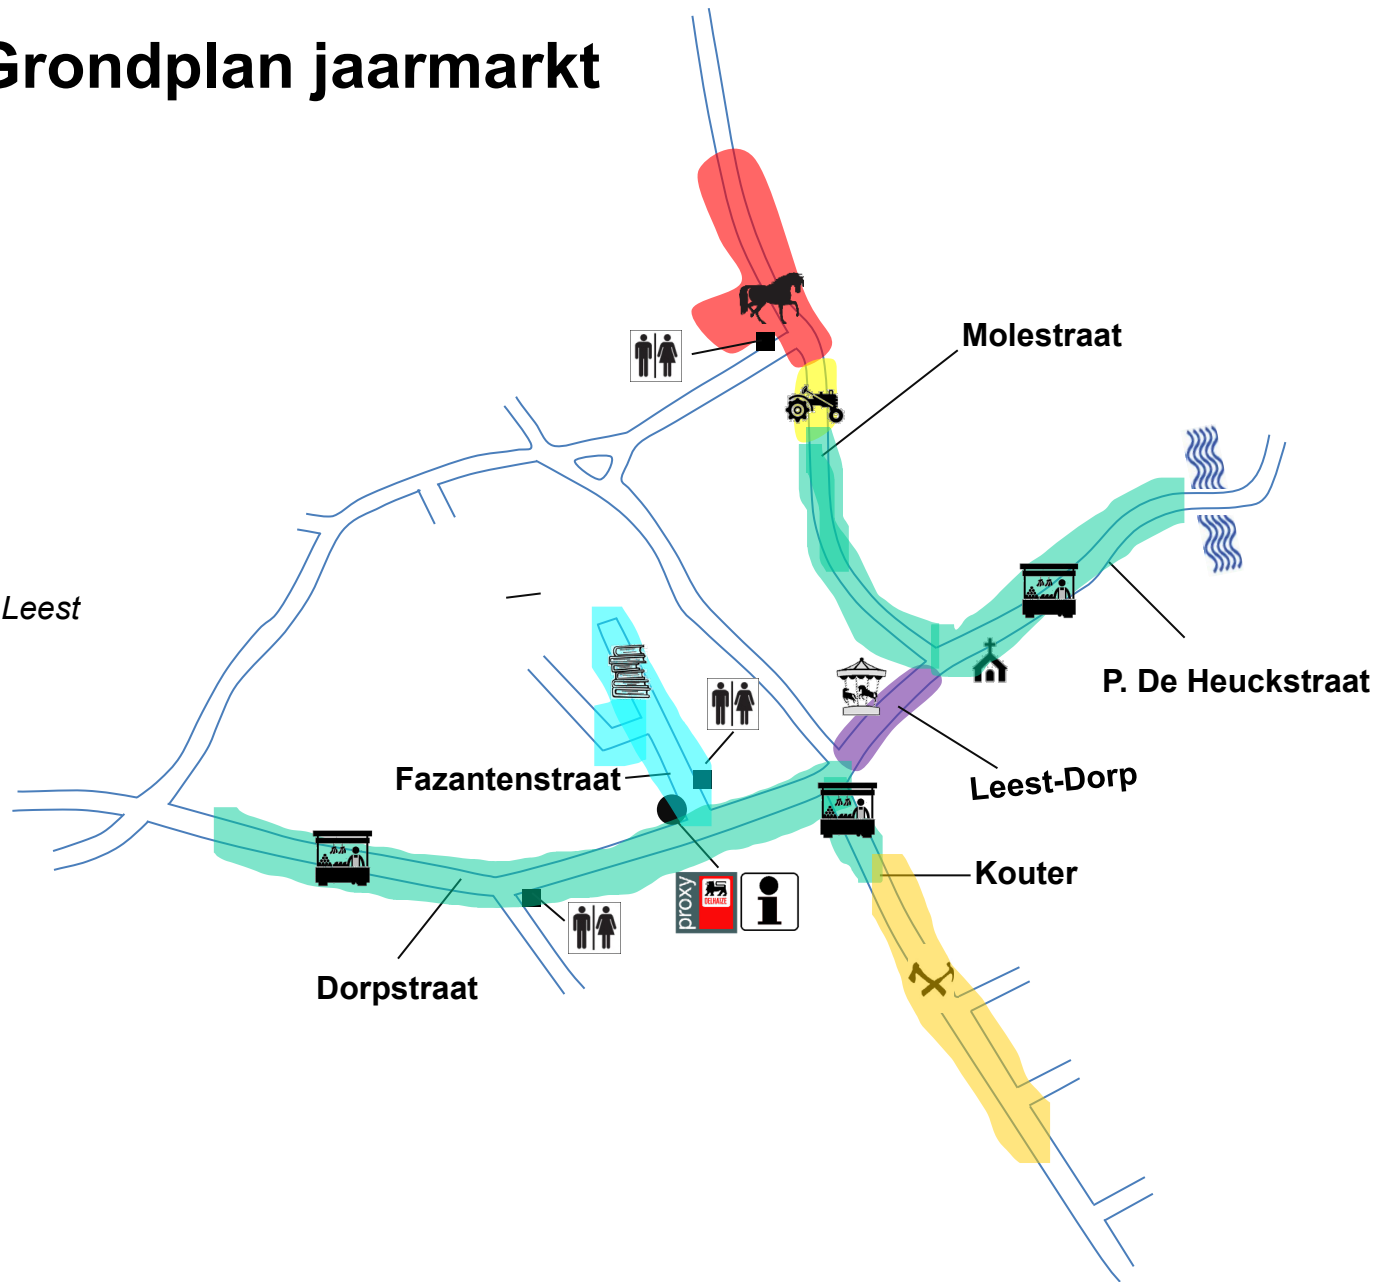 Grondplan jaarmarkt
Molestraat
Leest
P. De Heuckstraat
Fazantenstraat
Leest-Dorp
Kouter
proxy
DELHAIZE
Dorpstraat